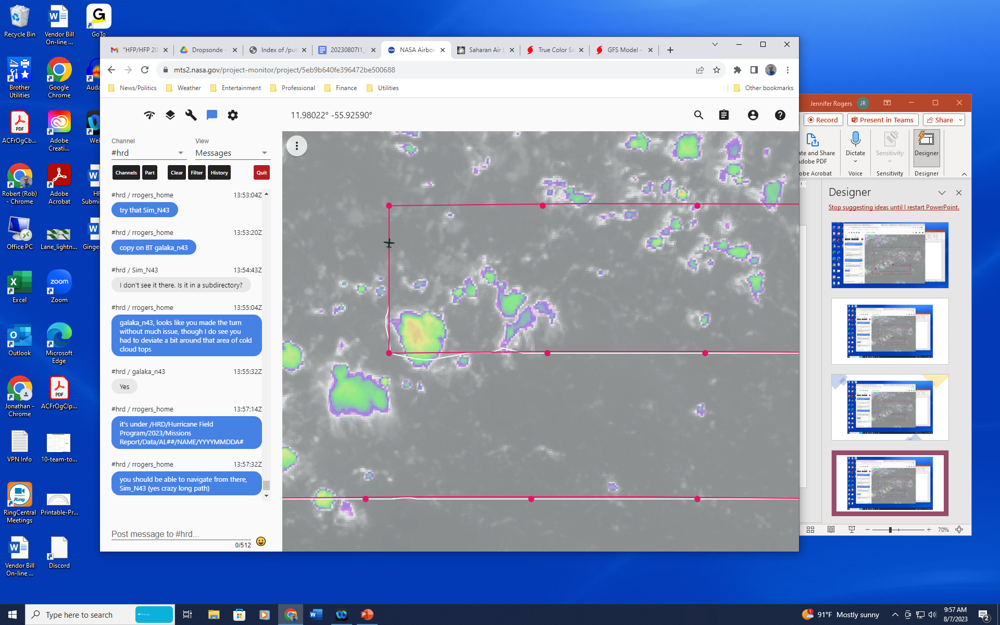 Recycle Bin
Vendor Bill
On-line ...
GoTo
Brother
Utilities
Google
Chrome
ACFrOgCb...
Adobe
Creati...
Robert (Rob)
- Chrome
Adobe
Acrobat
Office PC
Lane_lightn...
Excel
Zoom
zoom
Outlook
Microsoft
Edge
Jonathan -
Chrome
ACFrOgClp...
VPN Info
10-team-to...
RingCentral
Meetings
Printable-Pr...
Vendor Bill
On-line ...
Discord
"HFP/HFP 20
Dropsonde -
Index of /pub
20230807I1_
NASA Airbor
Saharan Air L
True Color Sa
GFS Model –
mts2.nasa.gov/project-monitor/project/5eb9b640fe396472be500688
News/Politics
Weather
Entertainment
Professional
Finance
Utilities
Other bookmarks
11.98022° -55.92590°
Channel
View
#hrd
Messages
Channels
Part
Clear
Filter
History
Quit
#hrd / rrogers_home 13:53:04Z
try that Sim_N43
#hrd / rrogers_home 13:53:20Z
copy on BT galaka_n43
#hrd / Sim_N43 13:54:43Z
I don't see it there. Is it in a subdirectory?
#hrd / rrogers_home 13:55:04Z
galaka_n43, looks like you made the turn
without much issue, though I do see you
had to deviate a bit around that area of cold
cloud tops
#hrd / galaka_n43 13:55:32Z
Yes
#hrd / rrogers_home 13:57:14Z
it's under /HRD/Hurricane Field
Program/2023/Missions
Report/Data/AL##/NAME/YYYYMMDDA#
#hrd / rrogers_home 13:57:32Z
you should be able to navigate from there,
Sim_N43 (yes crazy long path)
Post message to #hrd...
0/512
Jennifer Rogers
JR
Record
Present in Teams
Share
ate and Share
Adobe PDF
obe Acrobat
Dictate
Voice
Sensitivity
Sensitivity
Designer
Designer
Designer
Stop suggesting ideas until I restart PowerPoint.
70%
Type here to search
91°F Mostly sunny
9:57 AM
8/7/2023
2